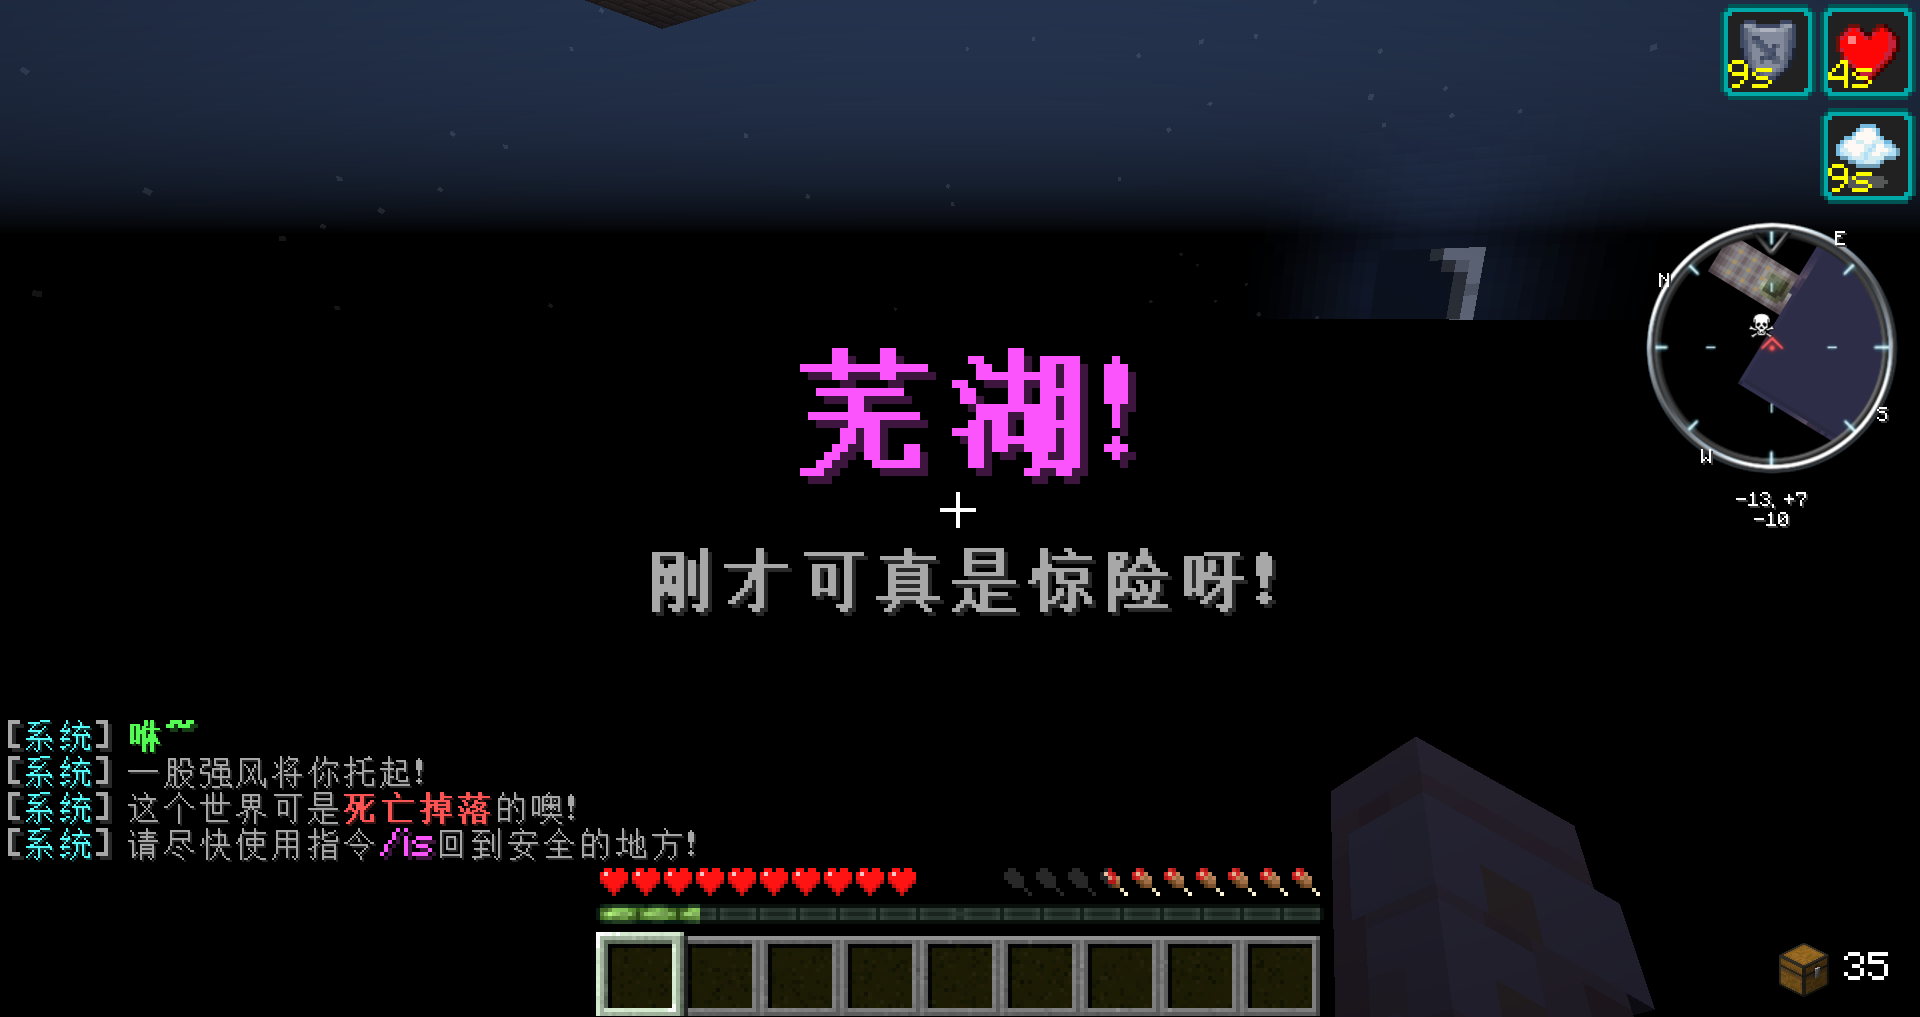 9s
4s
9s
E
N
S
W
-13, +7
-10
芜湖!
刚才可真是惊险呀!
[系统] 咻~~
[系统] 一股强风将你托起!
[系统] 这个世界可是死亡掉落的噢!
[系统] 请尽快使用指令/is回到安全的地方!
35